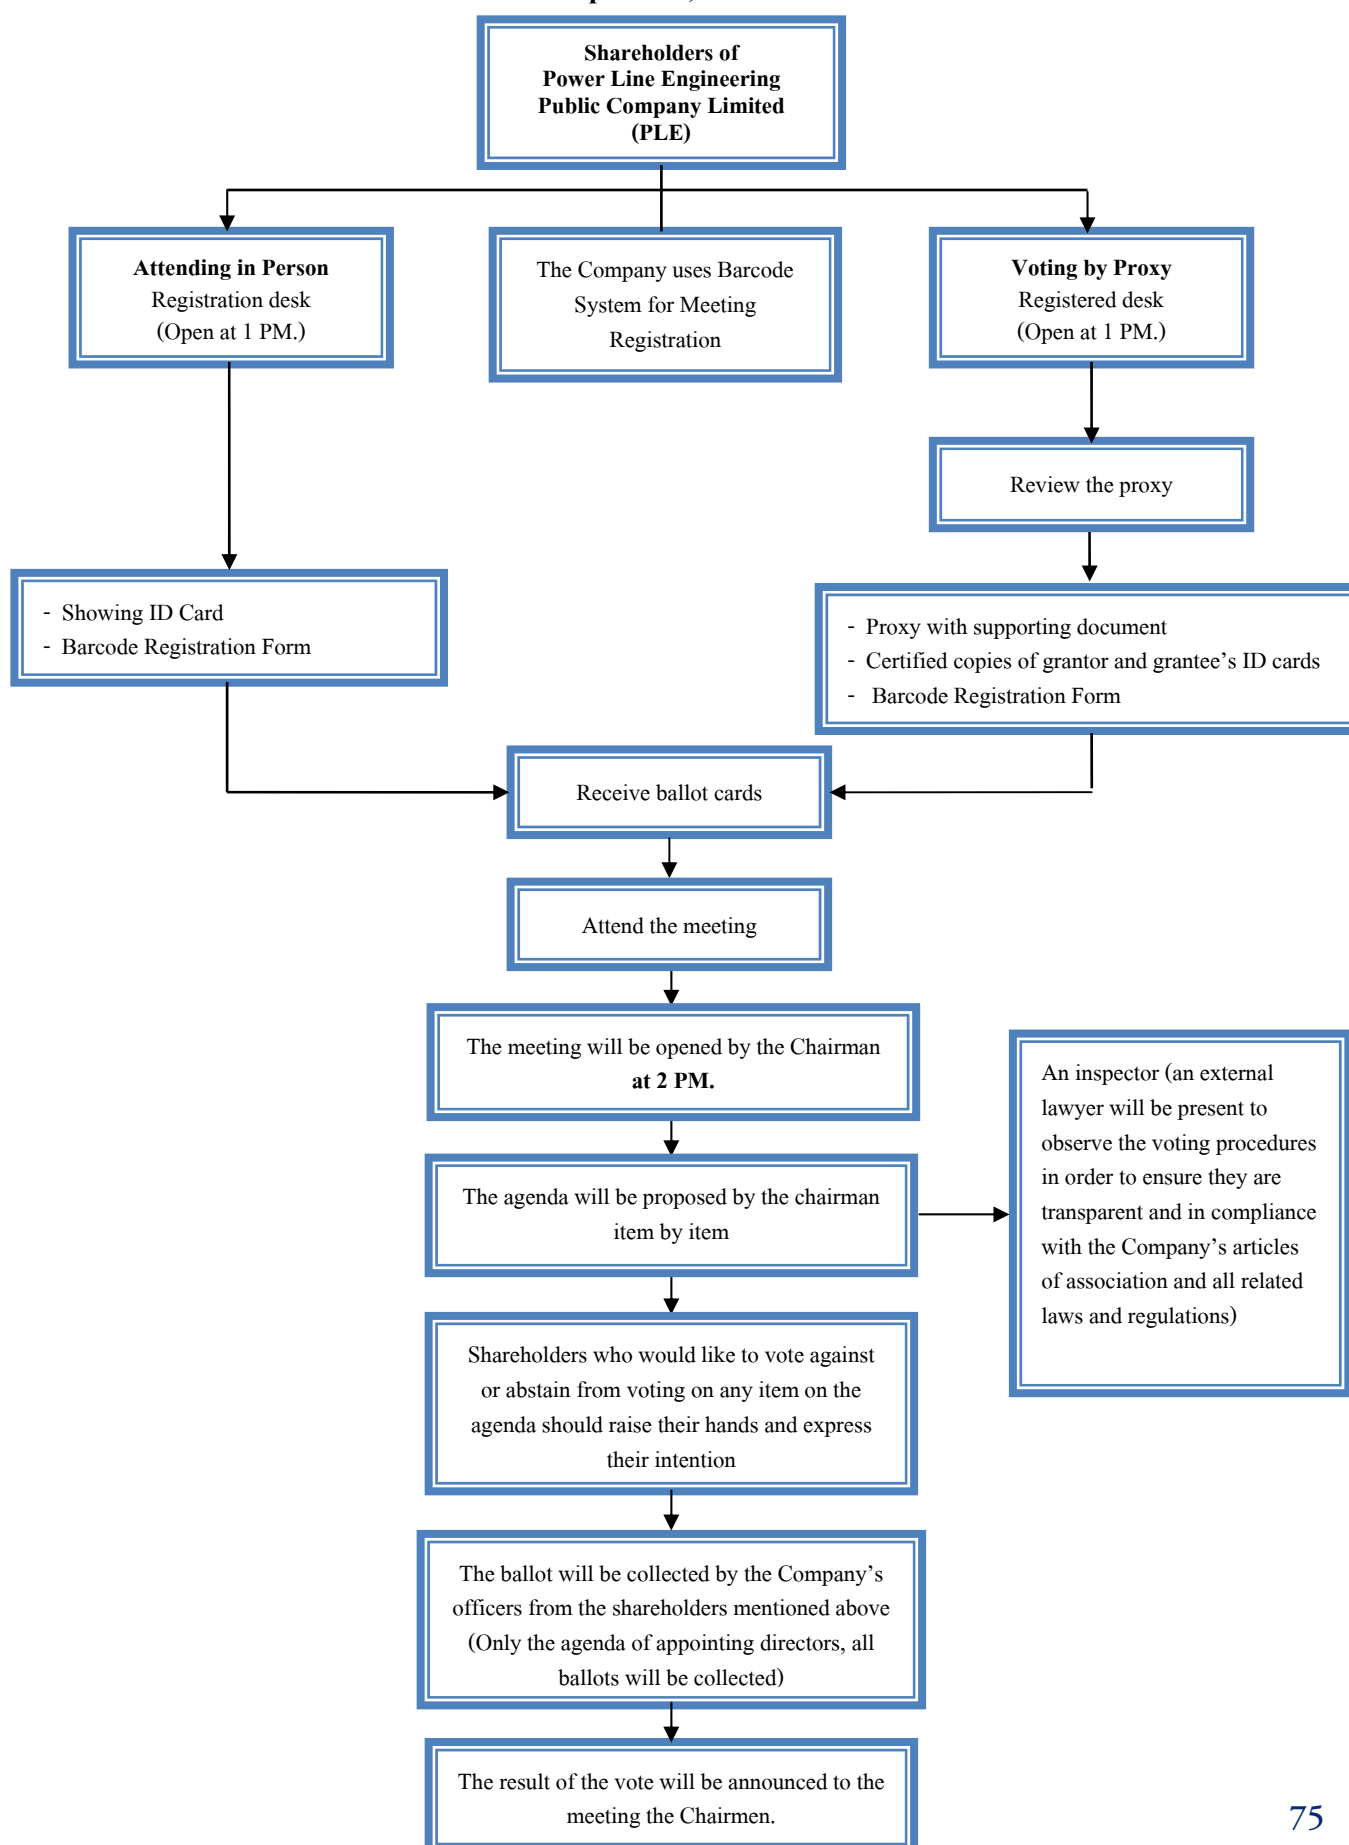 Shareholders of
Power Line Engineering
Public Company Limited
(PLE)
Attending in Person
Registration desk
(Open at 1 PM.)
The Company uses Barcode
System for Meeting
Registration
Voting by Proxy
Registered desk
(Open at 1 PM.)
Review the proxy
- Showing ID Card
- Barcode Registration Form
- Proxy with supporting document
- Certified copies of grantor and grantee’s ID cards
- Barcode Registration Form
Receive ballot cards
Attend the meeting
The meeting will be opened by the Chairman
at 2 PM.
The agenda will be proposed by the chairman
item by item
An inspector (an external
lawyer will be present to
observe the voting procedures
in order to ensure they are
transparent and in compliance
with the Company’s articles
of association and all related
laws and regulations)
Shareholders who would like to vote against
or abstain from voting on any item on the
agenda should raise their hands and express
their intention
The ballot will be collected by the Company’s
officers from the shareholders mentioned above
(Only the agenda of appointing directors, all
ballots will be collected)
The result of the vote will be announced to the
meeting the Chairmen.
75